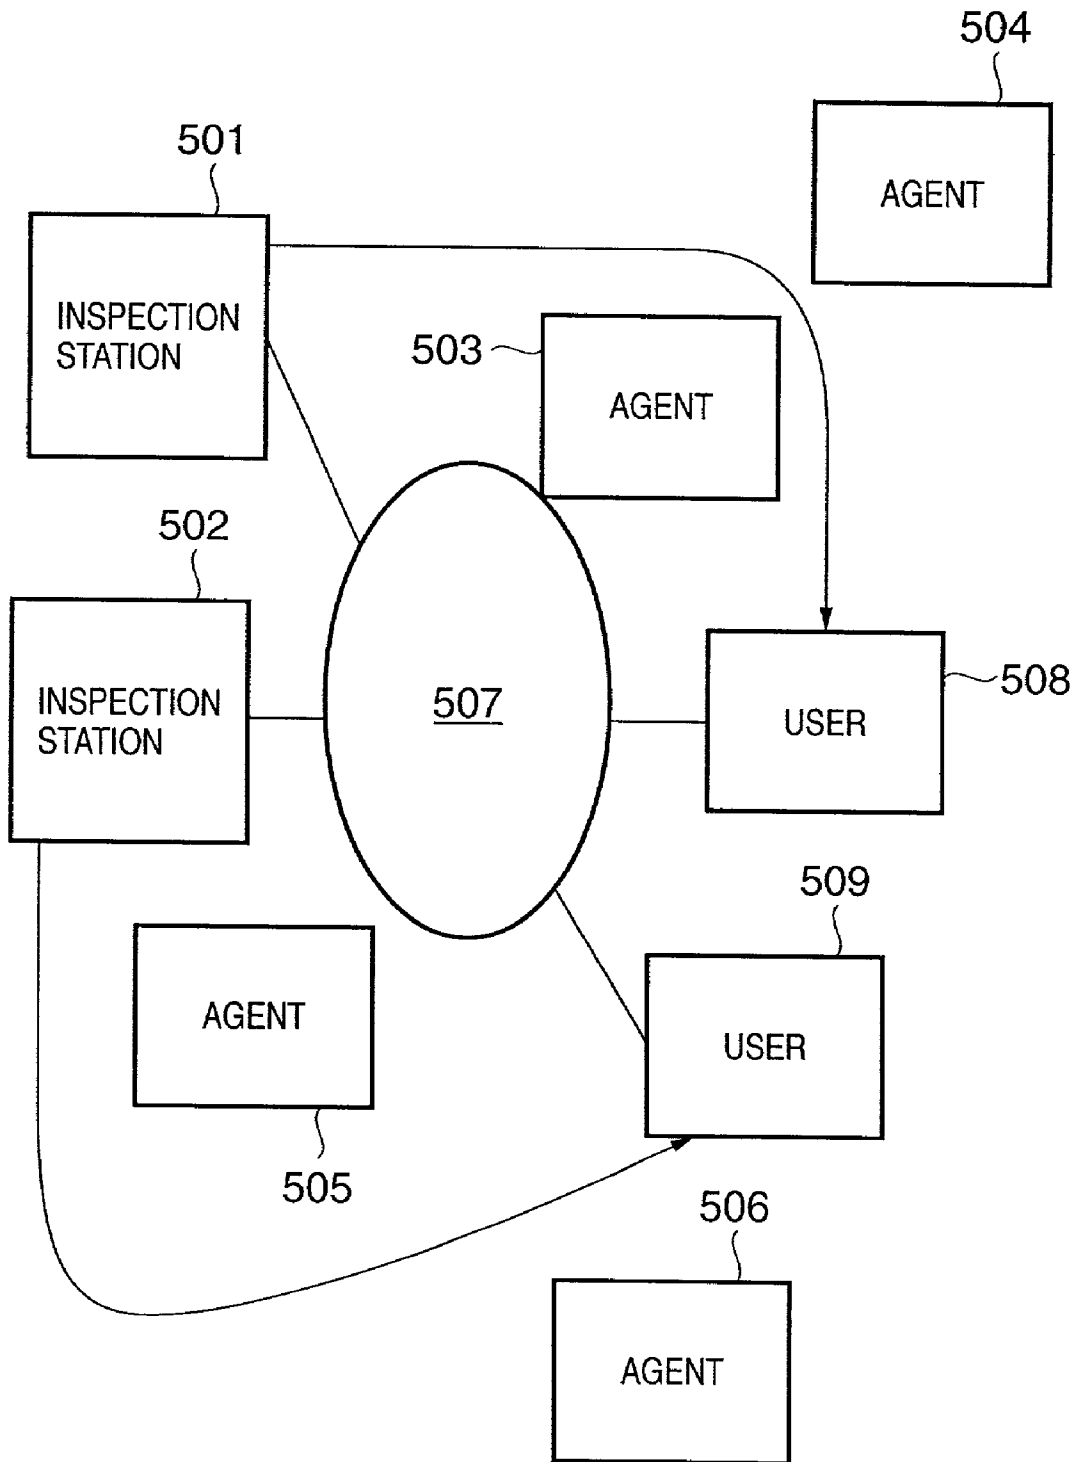 504
AGENT
501
INSPECTION
STATION
503
AGENT
502
INSPECTION
STATION
507
508
USER
509
USER
AGENT
505
506
AGENT